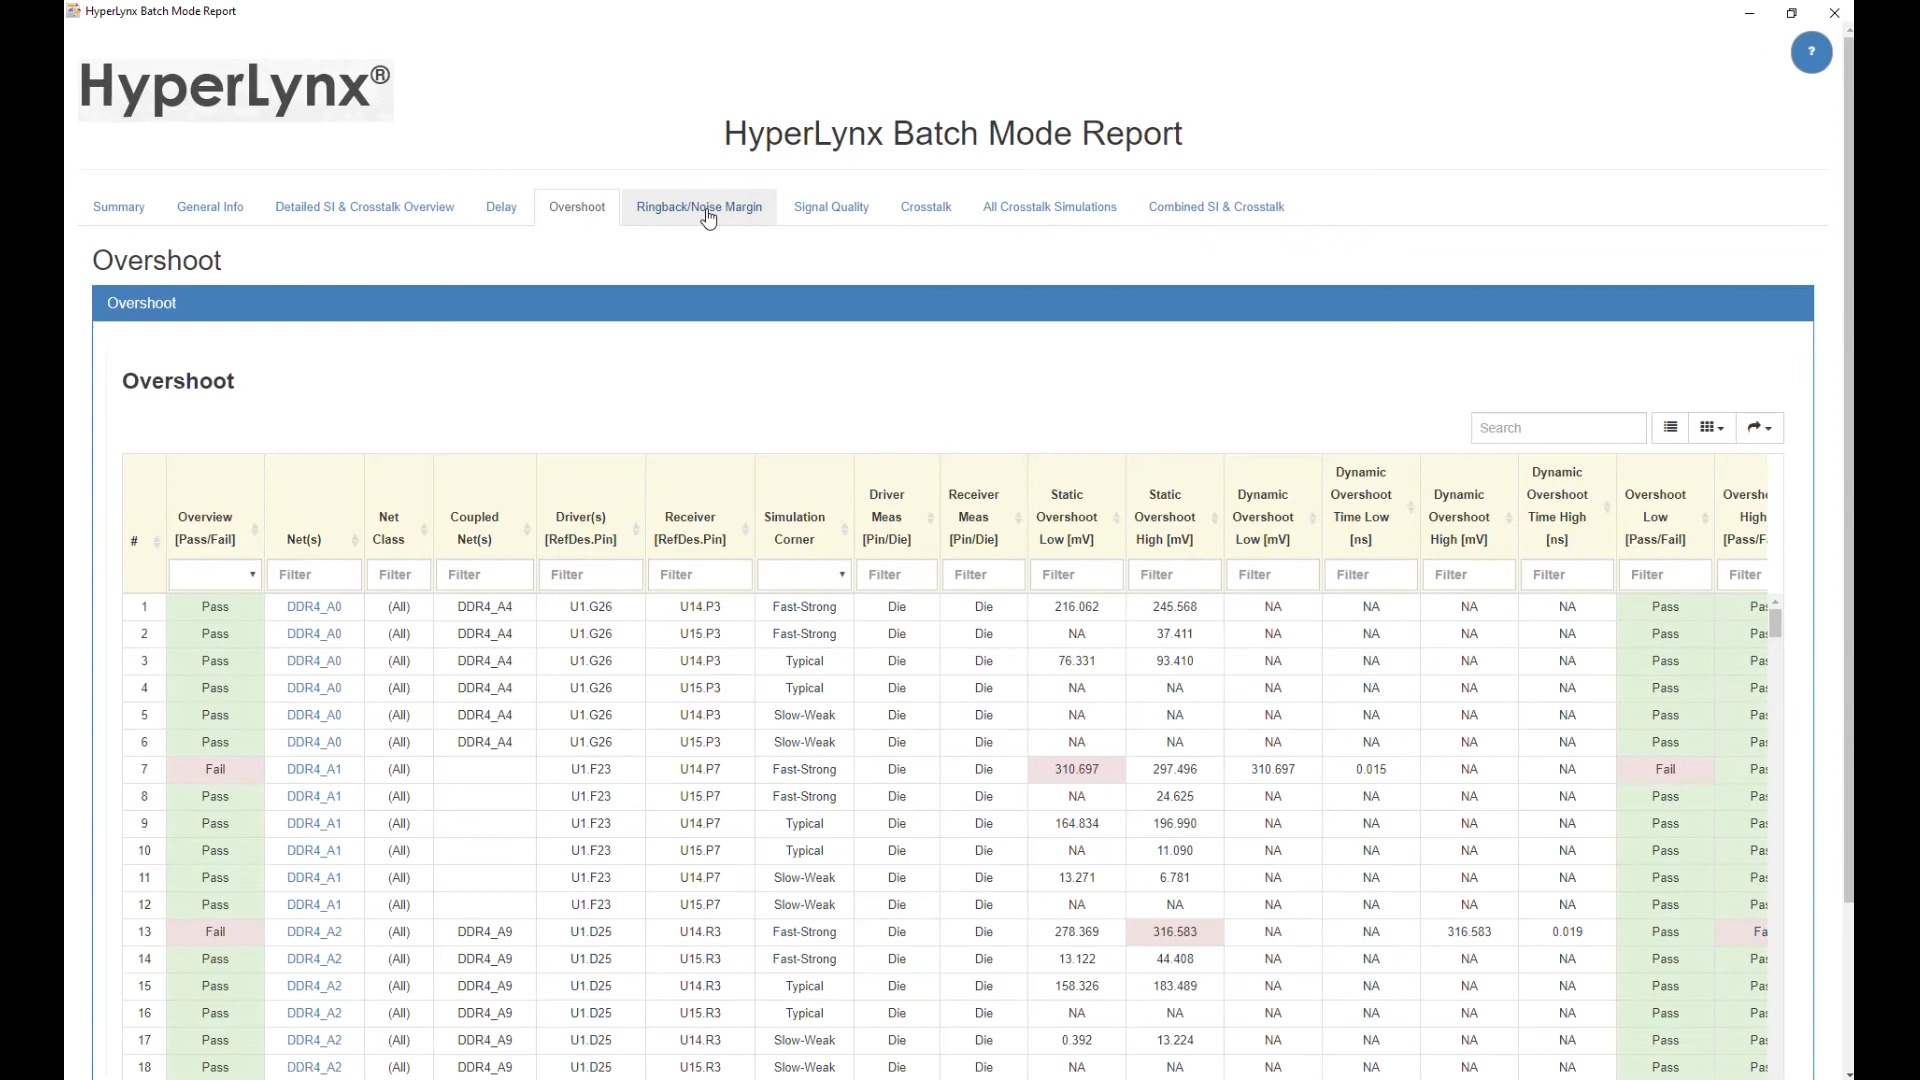 HyperLynx Batch Mode Report
?
HyperLynx®
HyperLynx Batch Mode Report
Summary General Info Detailed SI & Crosstalk Overview Delay Overshoot Ringback/Noise Margin Signal Quality Crosstalk All Crosstalk Simulations Combined SI & Crosstalk
Overshoot
Overshoot
Overshoot
Search
# Overview [Pass/Fail] Net(s) Net Class Coupled Net(s) Driver(s) [RefDes.Pin] Receiver [RefDes.Pin] Simulation Corner Driver Meas [Pin/Die] Receiver Meas [Pin/Die] Static Overshoot Low [mV] Static Overshoot High [mV] Dynamic Overshoot Low [mV] Dynamic Overshoot Time Low [ns] Dynamic Overshoot High [mV] Dynamic Overshoot Time High [ns] Overshoot Low [Pass/Fail] Oversho High [Pass/F
Filter Filter Filter Filter Filter Filter Filter Filter Filter Filter Filter Filter Filter Filter Filter
1 Pass DDR4_A0 (All) DDR4_A4 U1.G26 U14.P3 Fast-Strong Die Die 216.062 245.568 NA NA NA NA Pass Pas
2 Pass DDR4_A0 (All) DDR4_A4 U1.G26 U15.P3 Fast-Strong Die Die NA 37.411 NA NA NA NA Pass Pas
3 Pass DDR4_A0 (All) DDR4_A4 U1.G26 U14.P3 Typical Die Die 76.331 93.410 NA NA NA NA Pass Pas
4 Pass DDR4_A0 (All) DDR4_A4 U1.G26 U15.P3 Typical Die Die NA NA NA NA NA NA Pass Pas
5 Pass DDR4_A0 (All) DDR4_A4 U1.G26 U14.P3 Slow-Weak Die Die NA NA NA NA NA NA Pass Pas
6 Pass DDR4_A0 (All) DDR4_A4 U1.G26 U15.P3 Slow-Weak Die Die NA NA NA NA NA NA Pass Pas
7 Fail DDR4_A1 (All) U1.F23 U14.P7 Fast-Strong Die Die 310.697 297.496 310.697 0.015 NA NA Fail Pas
8 Pass DDR4_A1 (All) U1.F23 U15.P7 Fast-Strong Die Die NA 24.625 NA NA NA NA Pass Pas
9 Pass DDR4_A1 (All) U1.F23 U14.P7 Typical Die Die 164.834 196.990 NA NA NA NA Pass Pas
10 Pass DDR4_A1 (All) U1.F23 U15.P7 Typical Die Die NA 11.090 NA NA NA NA Pass Pas
11 Pass DDR4_A1 (All) U1.F23 U14.P7 Slow-Weak Die Die 13.271 6.781 NA NA NA NA Pass Pas
12 Pass DDR4_A1 (All) U1.F23 U15.P7 Slow-Weak Die Die NA NA NA NA NA NA Pass Pas
13 Fail DDR4_A2 (All) DDR4_A9 U1.D25 U14.R3 Fast-Strong Die Die 278.369 316.583 NA NA 316.583 0.019 Pass Fa
14 Pass DDR4_A2 (All) DDR4_A9 U1.D25 U15.R3 Fast-Strong Die Die 13.122 44.408 NA NA NA NA Pass Pas
15 Pass DDR4_A2 (All) DDR4_A9 U1.D25 U14.R3 Typical Die Die 158.326 183.489 NA NA NA NA Pass Pas
16 Pass DDR4_A2 (All) DDR4_A9 U1.D25 U15.R3 Typical Die Die NA NA NA NA NA NA Pass Pas
17 Pass DDR4_A2 (All) DDR4_A9 U1.D25 U14.R3 Slow-Weak Die Die 0.392 13.224 NA NA NA NA Pass Pas
18 Pass DDR4_A2 (All) DDR4_A9 U1.D25 U15.R3 Slow-Weak Die Die NA NA NA NA NA NA Pass Pas